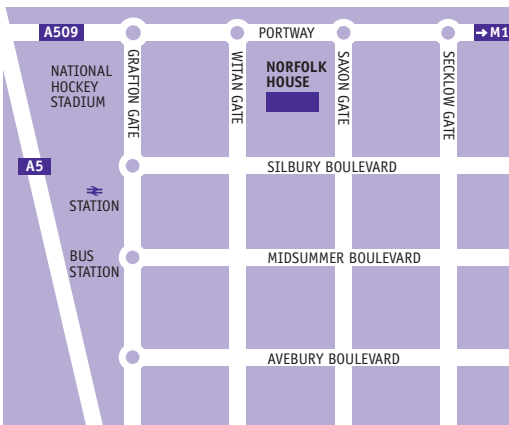 A509
PORTWAY
→ M1
NATIONAL
HOCKEY
STADIUM
GRAFTON GATE
WITAN GATE
NORFOLK
HOUSE
SAXON GATE
SECKLOW GATE
A5
SILBURY BOULEVARD
STATION
BUS
STATION
MIDSUMMER BOULEVARD
AVEBURY BOULEVARD